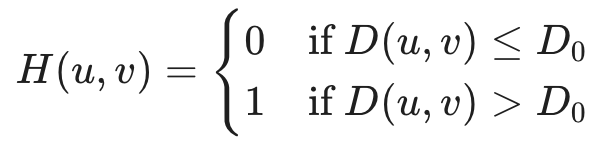 H(u, v) = { 0 if D(u, v) ≤ D₀
1 if D(u, v) > D₀